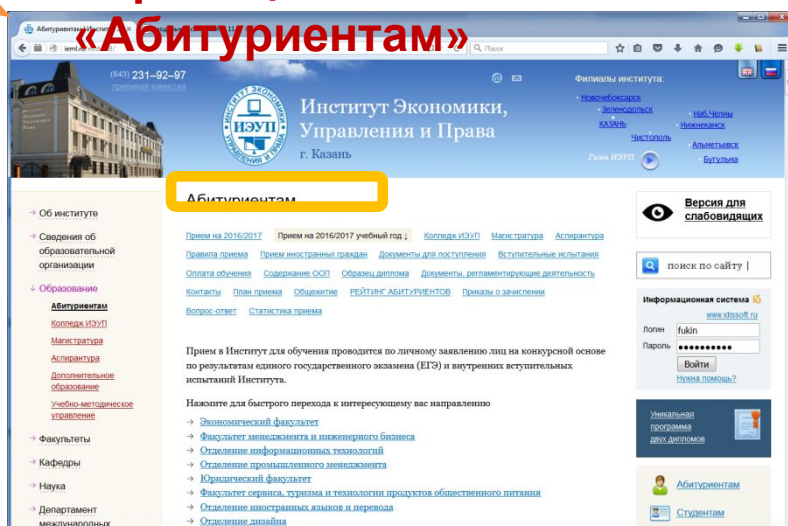 «Абитуриентам»
Абитуриентам
ieml.ru
Поиск
(843) 231–92–97
приемная комиссия
ИЭУП
Институт Экономики,
Управления и Права
г. Казань
Филиалы института:
Новочебоксарск
Зеленодольск
Наб.Челны
КАЗАНЬ
Нижнекамск
Чистополь
Альметьевск
Бугульма
Гимн ИЭУП
Об институте
Сведения об
образовательной
организации
Образование
Абитуриентам
Колледж ИЭУП
Магистратура
Аспирантура
Дополнительное
образование
Учебно-методическое
управление
Факультеты
Кафедры
Наука
Департамент
международных
Абитуриентам
Прием на 2016/2017 Прием на 2016/2017 учебный год ↓ Колледж ИЭУП Магистратура Аспирантура
Правила приема Прием иностранных граждан Документы для поступления Вступительные испытания
Оплата обучения Содержание ООП Образец диплома Документы, регламентирующие деятельность
Контакты План приема Общежитие РЕЙТИНГ АБИТУРИЕНТОВ Приказы о зачислении
Вопрос-ответ Статистика приема
Прием в Институт для обучения проводится по личному заявлению лиц на конкурсной основе
по результатам единого государственного экзамена (ЕГЭ) и внутренних вступительных
испытаний Института.
Нажмите для быстрого перехода к интересующему вас направлению
→ Экономический факультет
→ Факультет менеджмента и инженерного бизнеса
→ Отделение информационных технологий
→ Отделение промышленного менеджмента
→ Юридический факультет
→ Факультет сервиса, туризма и технологии продуктов общественного питания
→ Отделение иностранных языков и перевода
→ Отделение дизайна
Версия для
слабовидящих
поиск по сайту |
Информационная система
www.idissoft.ru
Логин fukin
Пароль ●●●●●●●●●●
Войти
Нужна помощь?
Уникальная
программа
двух дипломов
Абитуриентам
Студентам